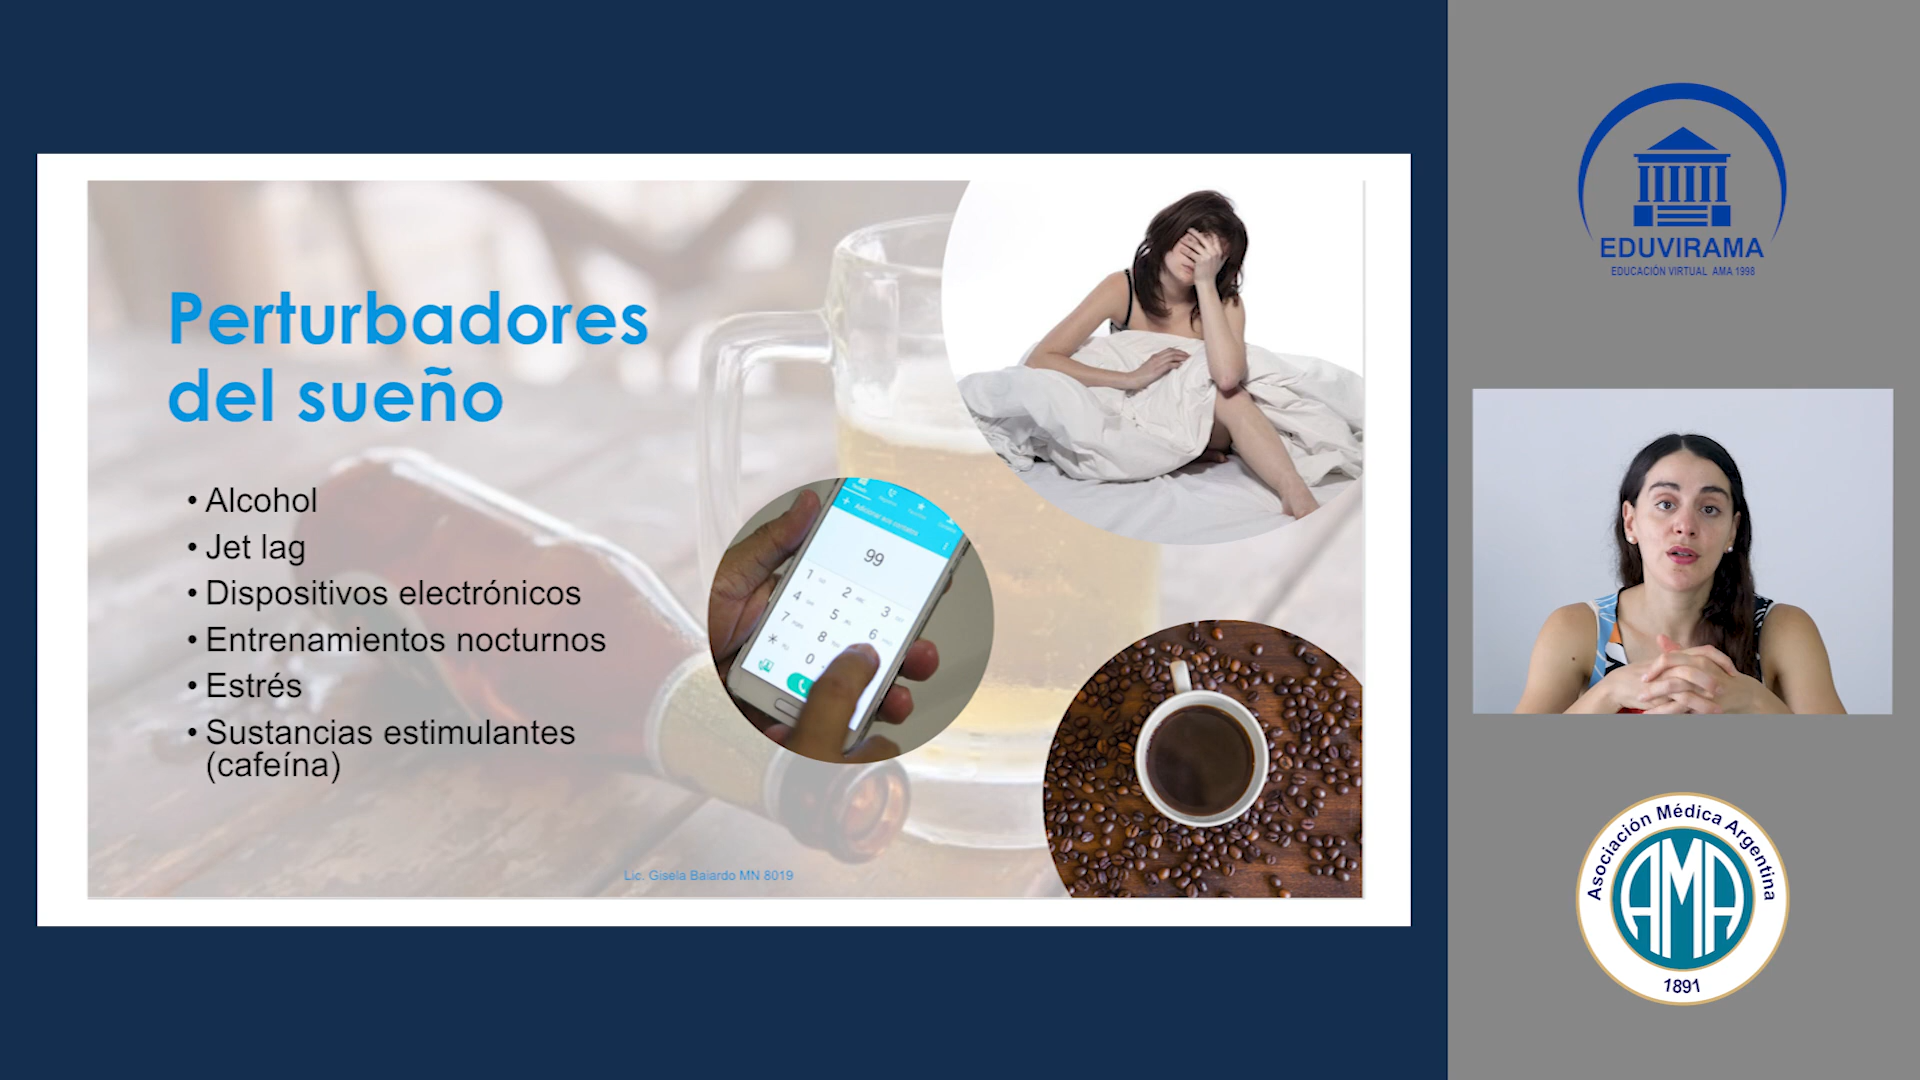 Perturbadores
del sueño
• Alcohol
• Jet lag
• Dispositivos electrónicos
• Entrenamientos nocturnos
• Estrés
• Sustancias estimulantes
(cafeína)
Lic. Gisela Baiardo MN 8019
99
1
2
3
4
5
6
7
8
*
0
EDUVIRAMA
EDUCACIÓN VIRTUAL AMA 1998
Asociación Médica Argentina
AMA
1891